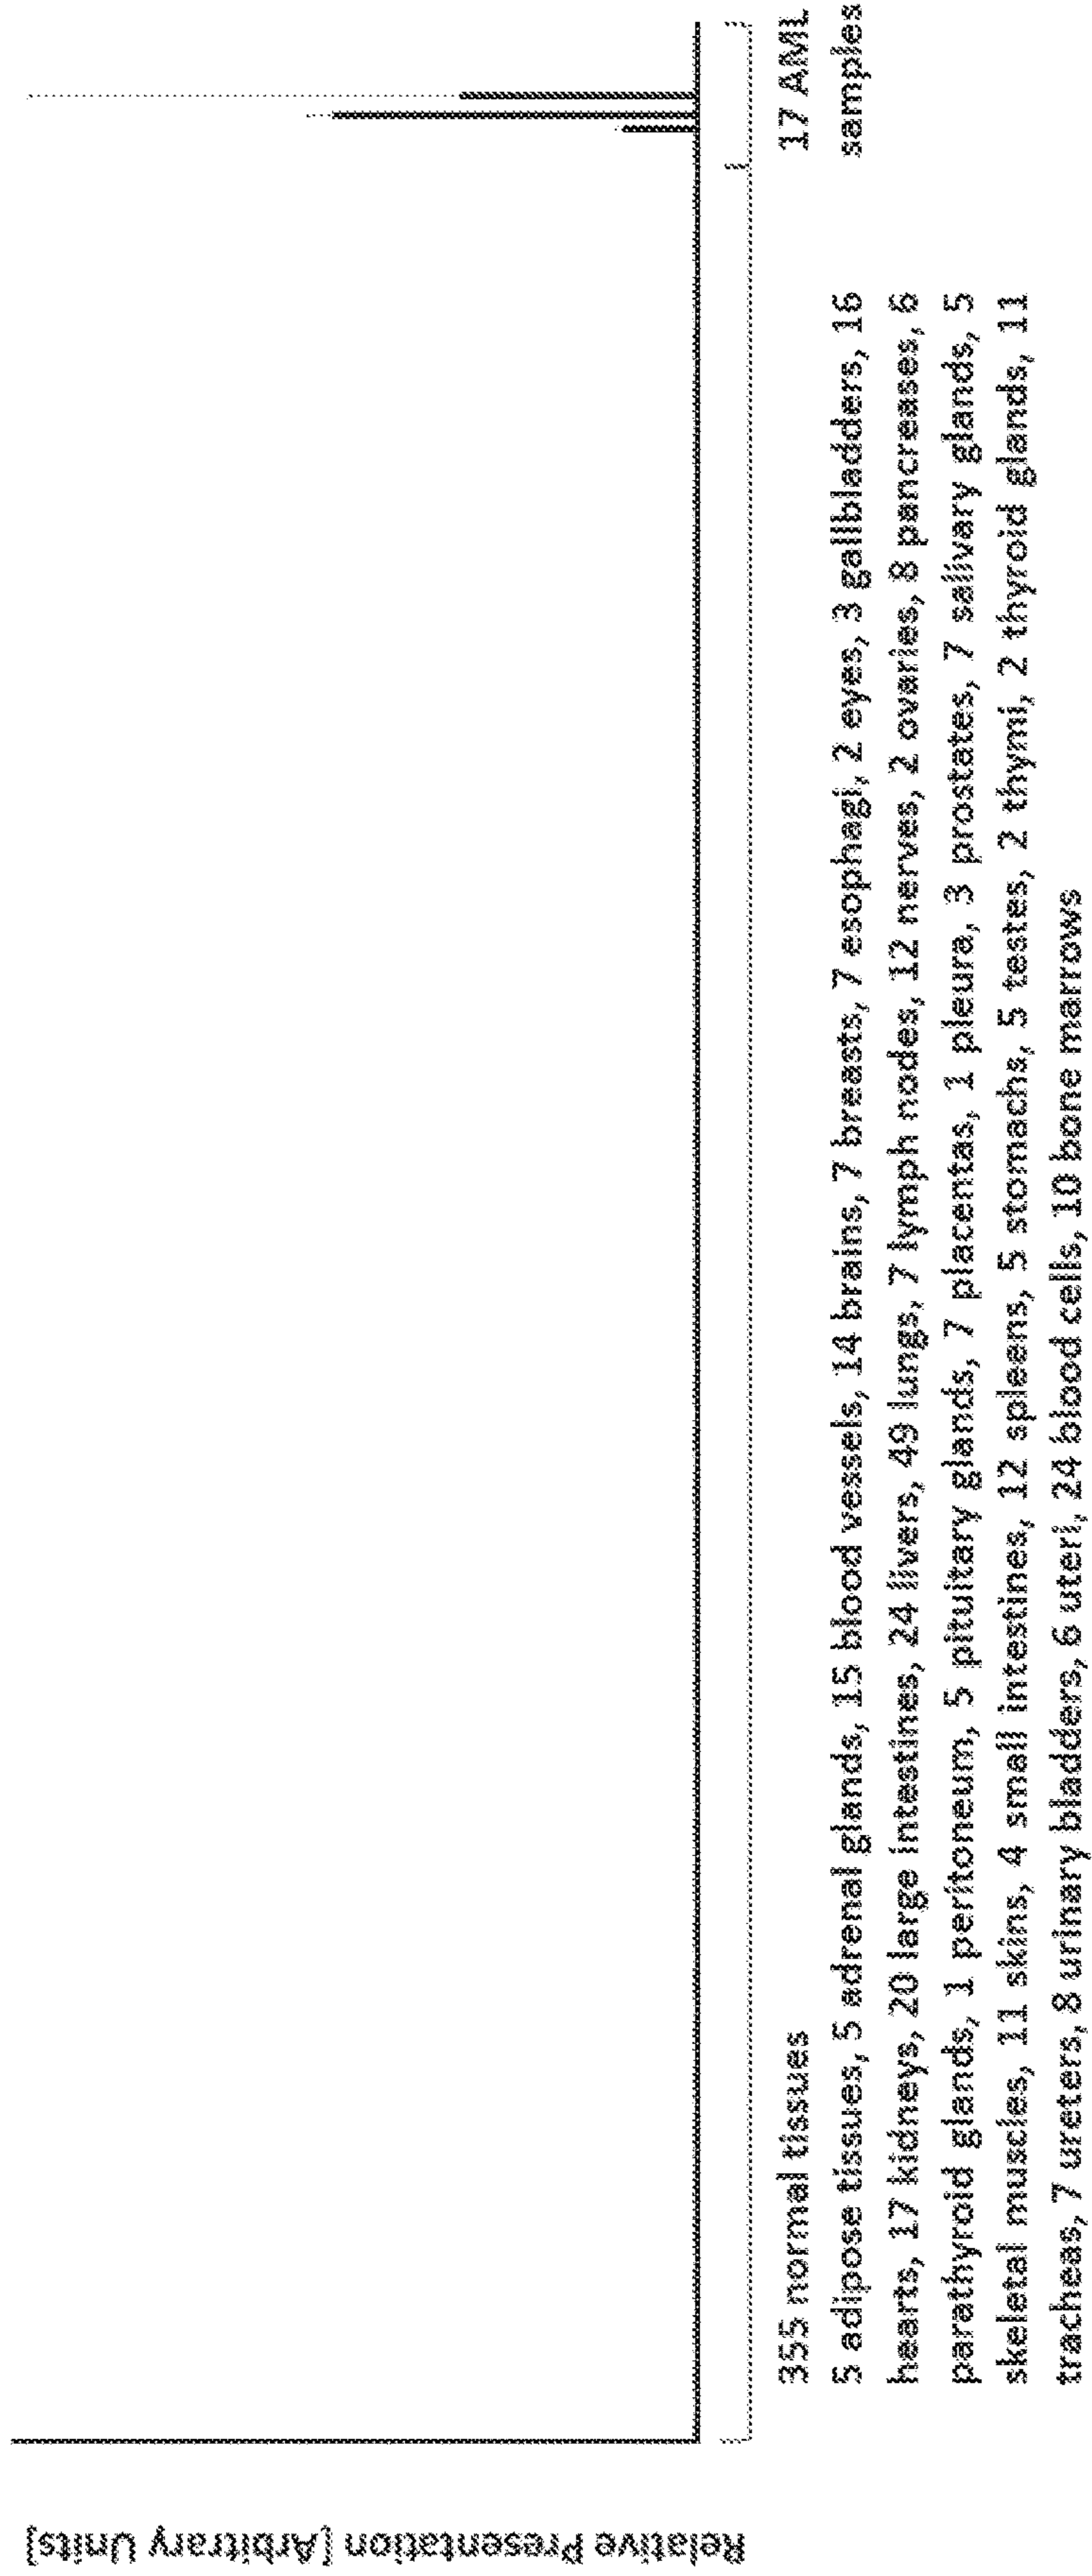 Relative Presentation [Arbitrary Units]
355 normal tissues
17 AML
samples
5 adipose tissues, 5 adrenal glands, 15 blood vessels, 14 brains, 7 breasts, 7 esophagi, 2 eyes, 3 gallbladders, 16
hearts, 17 kidneys, 20 large intestines, 24 livers, 49 lungs, 7 lymph nodes, 12 nerves, 2 ovaries, 8 pancreases, 6
parathyroid glands, 1 peritoneum, 5 pituitary glands, 7 placentas, 1 pleura, 3 prostates, 7 salivary glands, 5
skeletal muscles, 11 skins, 4 small intestines, 12 spleens, 5 stomachs, 5 testes, 2 thymi, 2 thyroid glands, 11
tracheas, 7 ureters, 8 urinary bladders, 6 uteri, 24 blood cells, 10 bone marrows